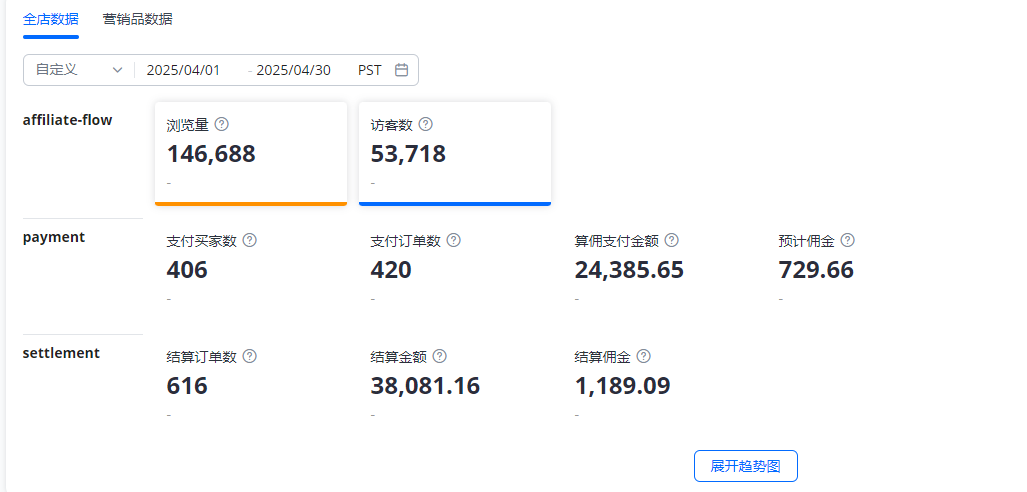 全店数据 营销品数据
自定义 2025/04/01 - 2025/04/30 PST
affiliate-flow
浏览量 访客数
146,688 53,718
- -
payment
支付买家数 支付订单数 算佣支付金额 预计佣金
406 420 24,385.65 729.66
- - - -
settlement
结算订单数 结算金额 结算佣金
616 38,081.16 1,189.09
- - -
展开趋势图